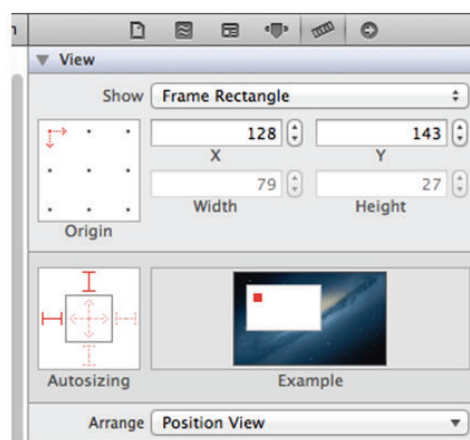 View
Show Frame Rectangle
128 143
X Y
79 27
Width Height
Origin
Autosizing Example
Arrange Position View